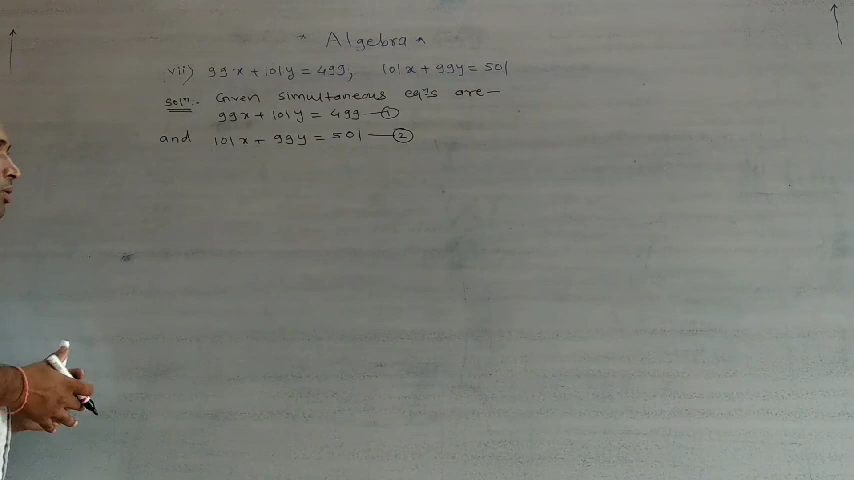 * Algebra *
vii) 99x + 101y = 499, 101x + 99y = 501
Solⁿ:- Given simultaneous eqⁿs are —
99x + 101y = 499 — ①
and 101x + 99y = 501 — ②